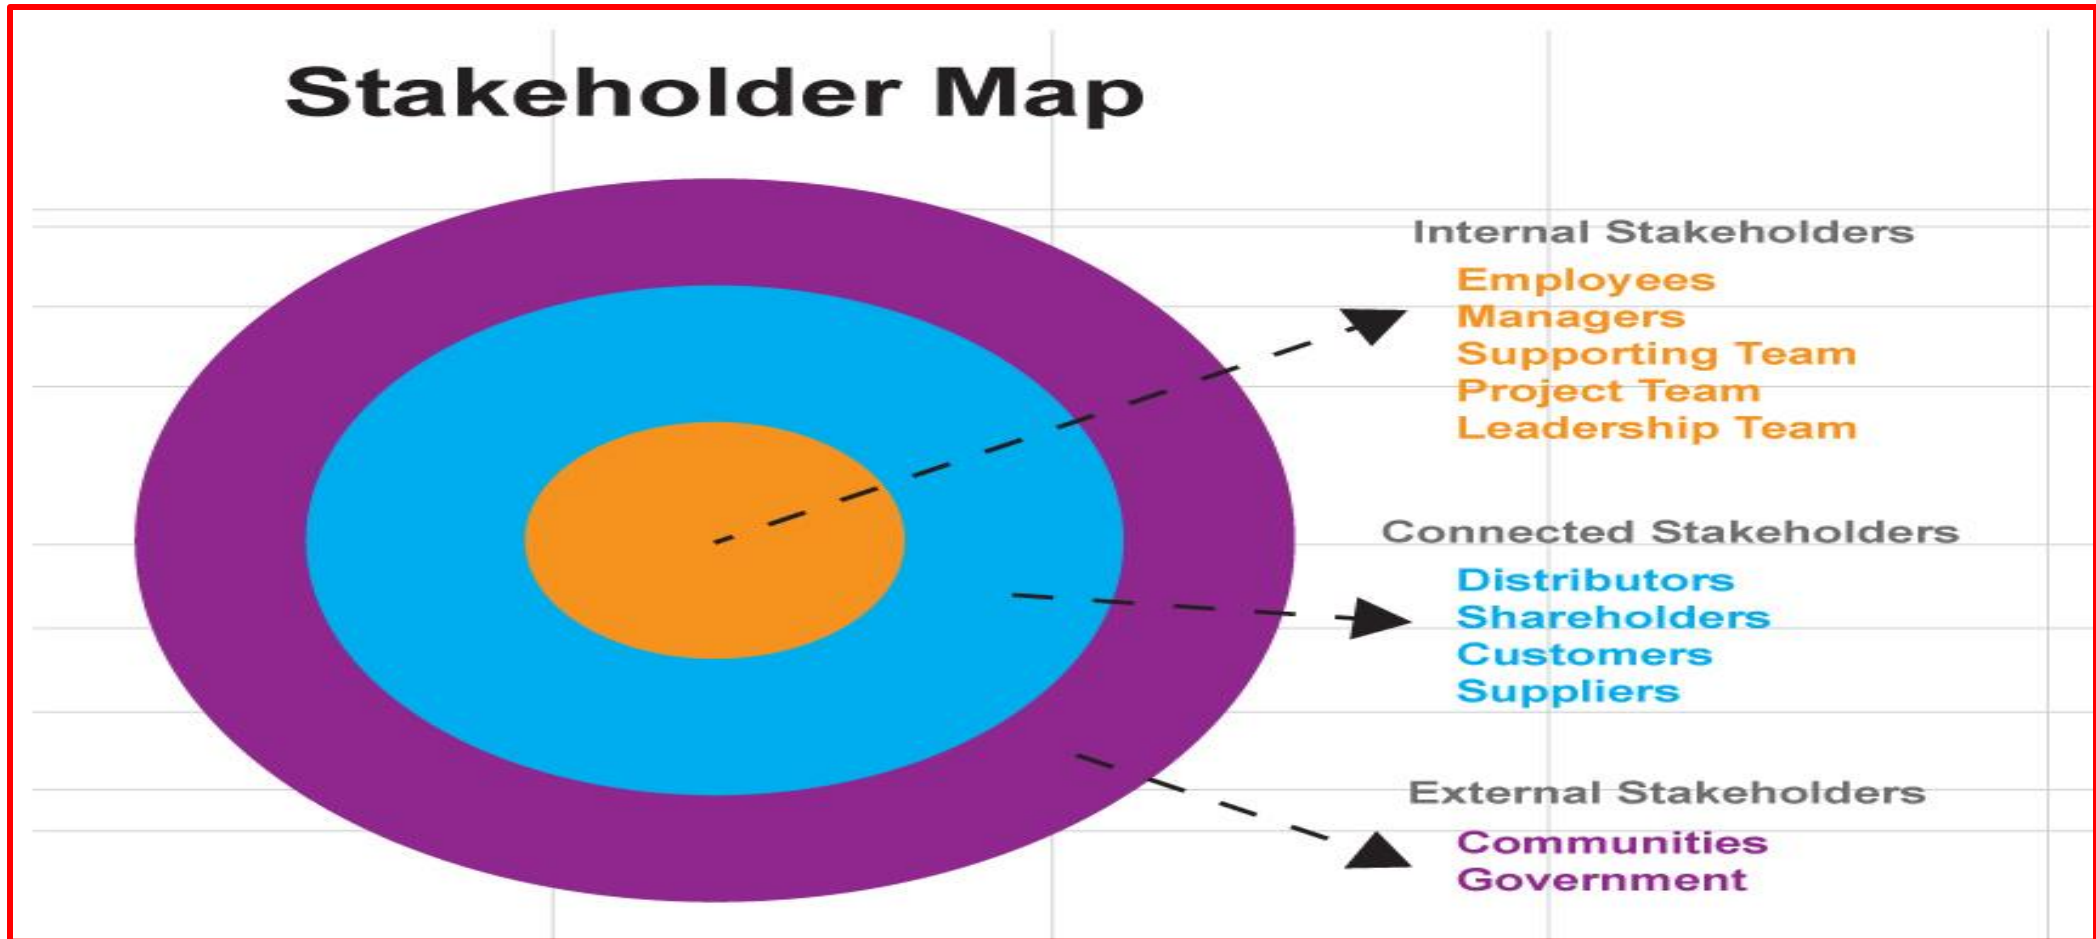 Stakeholder Map
Internal Stakeholders
Employees
Managers
Supporting Team
Project Team
Leadership Team
Connected Stakeholders
Distributors
Shareholders
Customers
Suppliers
External Stakeholders
Communities
Government